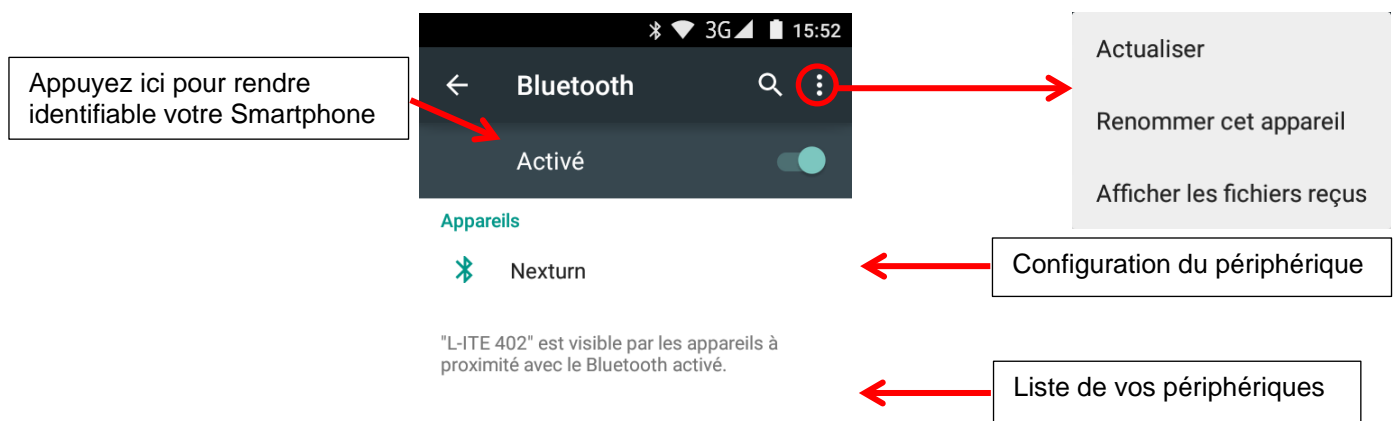 3G 15:52
Appuyez ici pour rendre
identifiable votre Smartphone
Bluetooth
Activé
Appareils
Nexturn
"L-ITE 402" est visible par les appareils à
proximité avec le Bluetooth activé.
Actualiser
Renommer cet appareil
Afficher les fichiers reçus
Configuration du périphérique
Liste de vos périphériques